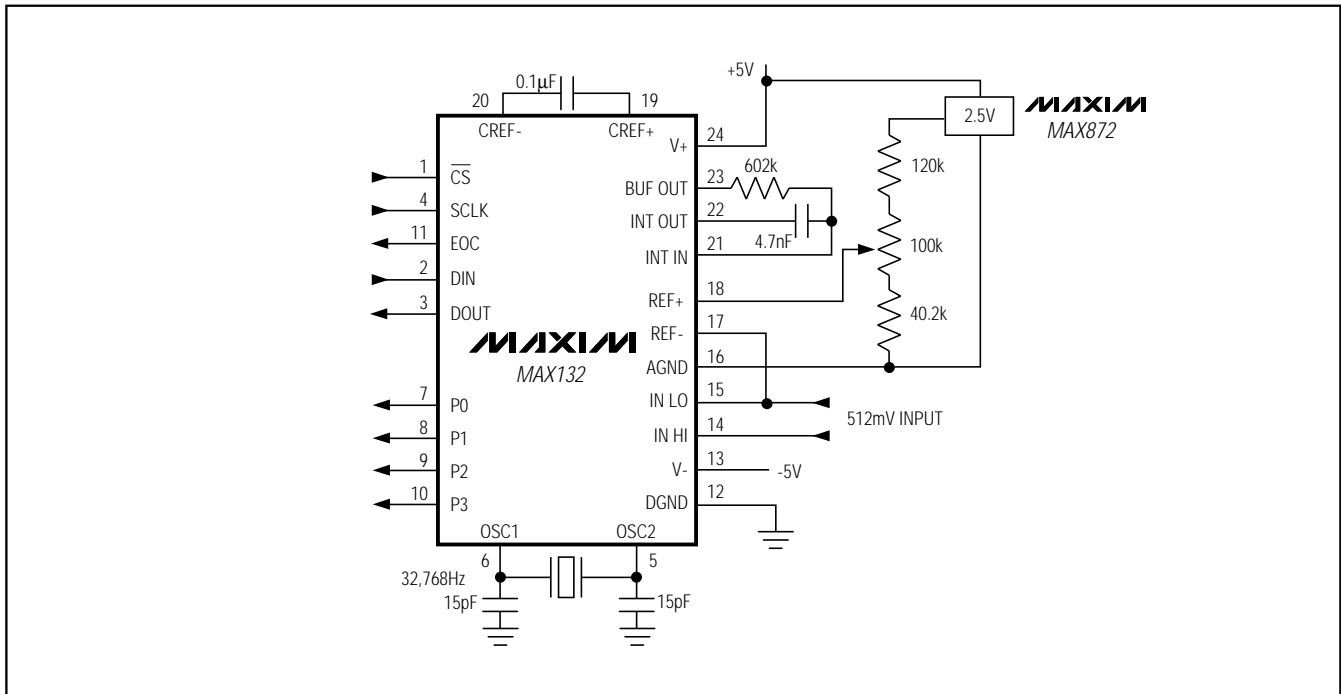 0.1µF
20
19
CREF-
CREF+
+5V
2.5V
MAXIM
MAX872
24
V+
1
CS
4
SCLK
11
EOC
2
DIN
3
DOUT
7
P0
8
P1
9
P2
10
P3
MAXIM
MAX132
602k
23
BUF OUT
22
INT OUT
4.7nF
21
INT IN
18
REF+
17
REF-
16
AGND
15
IN LO
14
IN HI
13
V-
-5V
12
DGND
120k
100k
40.2k
512mV INPUT
OSC1
OSC2
6
5
32,768Hz
15pF
15pF